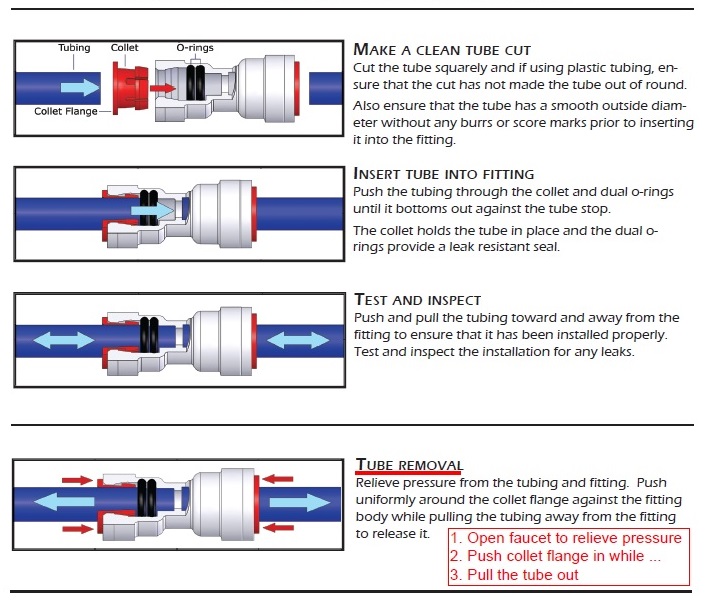 Tubing Collet O-rings
Collet Flange
MAKE A CLEAN TUBE CUT
Cut the tube squarely and if using plastic tubing, en-
sure that the cut has not made the tube out of round.
Also ensure that the tube has a smooth outside diam-
eter without any burrs or score marks prior to inserting
it into the fitting.
INSERT TUBE INTO FITTING
Push the tubing through the collet and dual o-rings
until it bottoms out against the tube stop.
The collet holds the tube in place and the dual o-
rings provide a leak resistant seal.
TEST AND INSPECT
Push and pull the tubing toward and away from the
fitting to ensure that it has been installed properly.
Test and inspect the installation for any leaks.
TUBE REMOVAL
Relieve pressure from the tubing and fitting. Push
uniformly around the collet flange against the fitting
body while pulling the tubing away from the fitting
to release it.
1. Open faucet to relieve pressure
2. Push collet flange in while ...
3. Pull the tube out